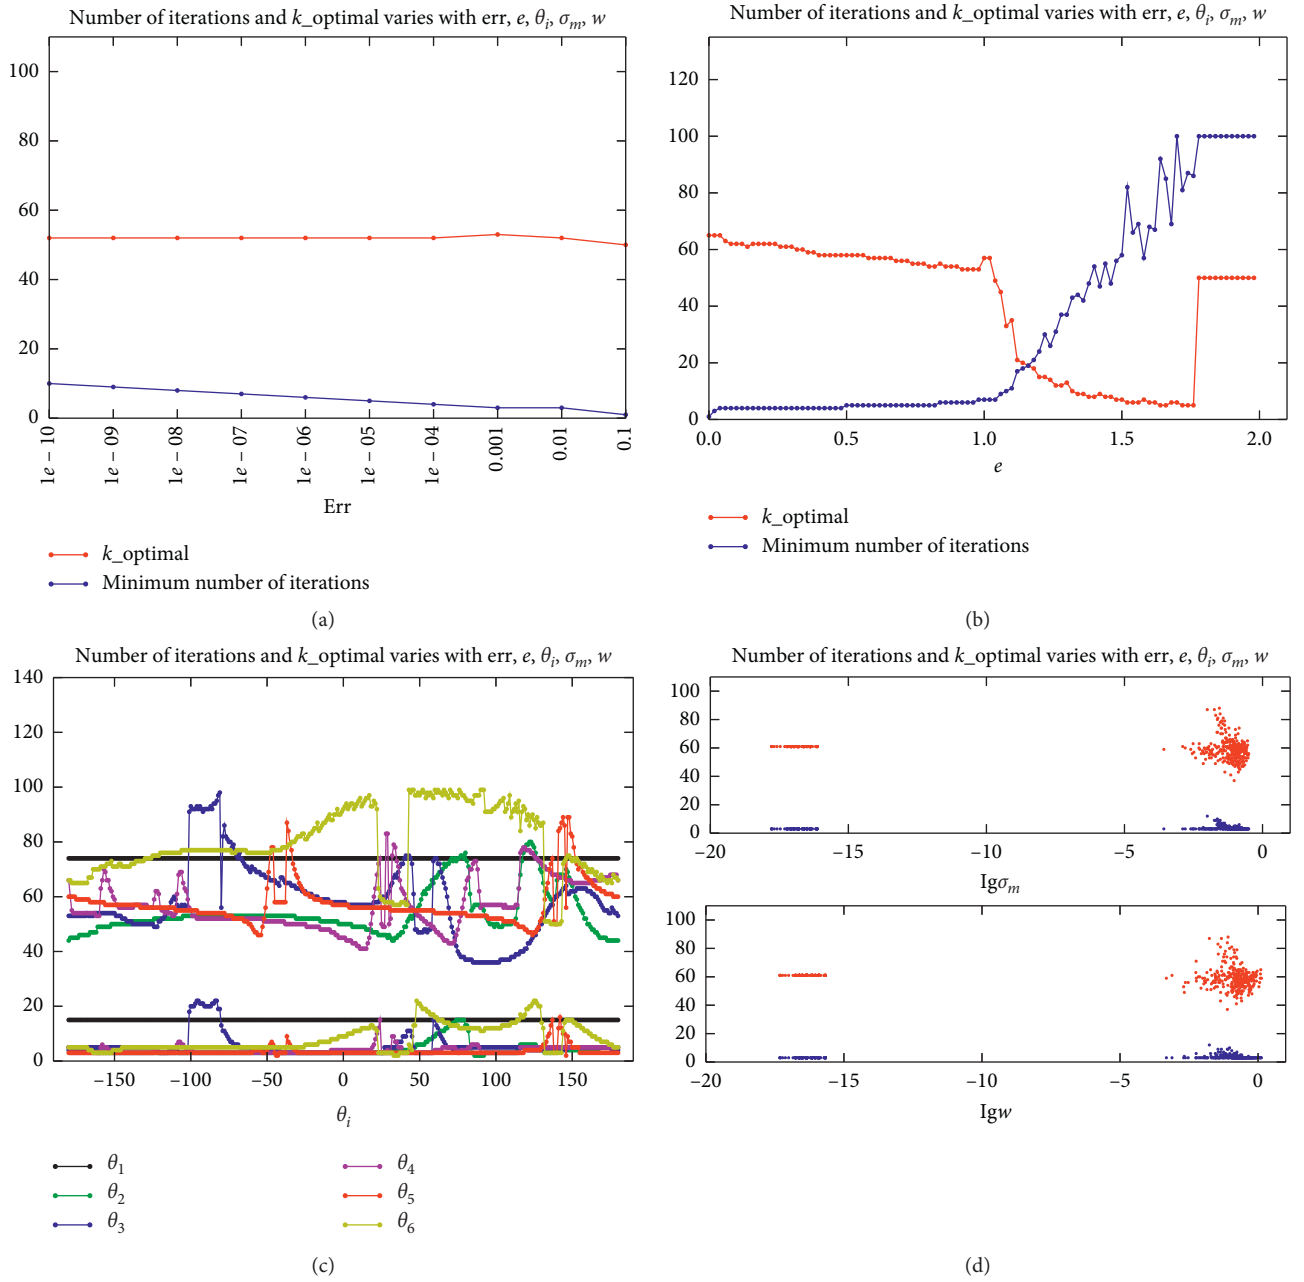 Number of iterations and k_optimal varies with err, e, θi, σm, w
100
80
60
40
20
0
1e – 10
1e – 09
1e – 08
1e – 07
1e – 06
1e – 05
1e – 04
0.001
0.01
0.1
Err
k_optimal
Minimum number of iterations
(a)
Number of iterations and k_optimal varies with err, e, θi, σm, w
120
100
80
60
40
20
0
0.0
0.5
1.0
1.5
2.0
e
k_optimal
Minimum number of iterations
(b)
Number of iterations and k_optimal varies with err, e, θi, σm, w
140
120
100
80
60
40
20
0
−150
−100
−50
0
50
100
150
θi
θ1
θ2
θ3
θ4
θ5
θ6
(c)
Number of iterations and k_optimal varies with err, e, θi, σm, w
100
80
60
40
20
0
−20
−15
−10
−5
0
Igσm
100
80
60
40
20
0
−20
−15
−10
−5
0
Igw
(d)